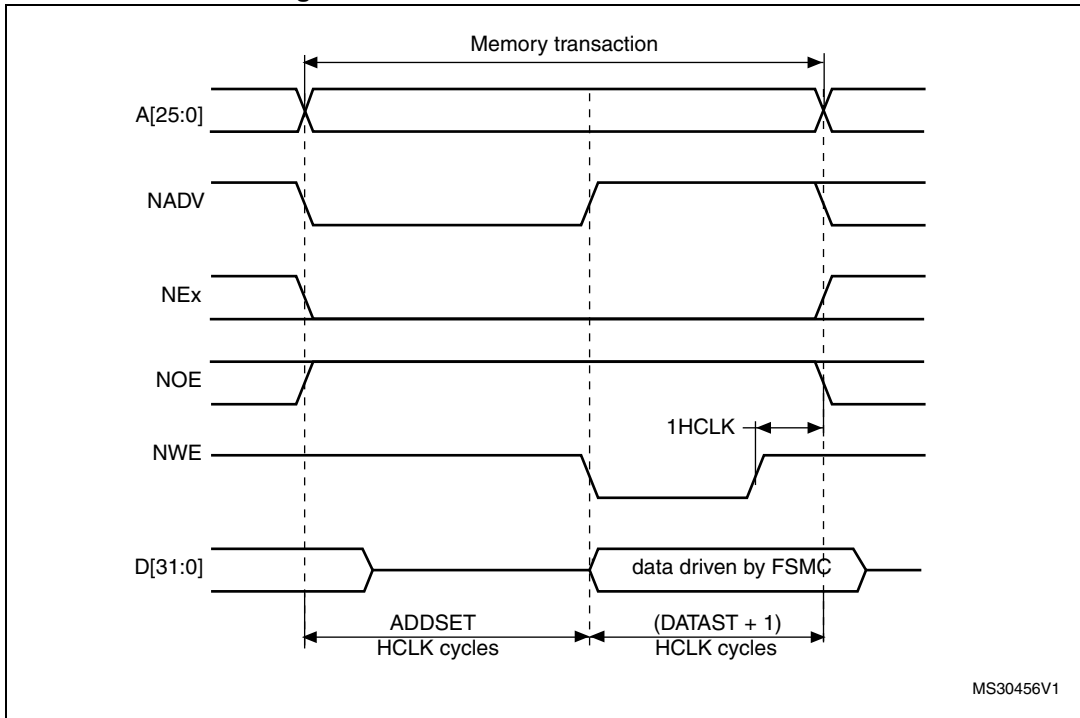 Memory transaction
A[25:0]
NADV
NEx
NOE
1HCLK
NWE
D[31:0]
data driven by FSMC
ADDSET
HCLK cycles
(DATAST + 1)
HCLK cycles
MS30456V1